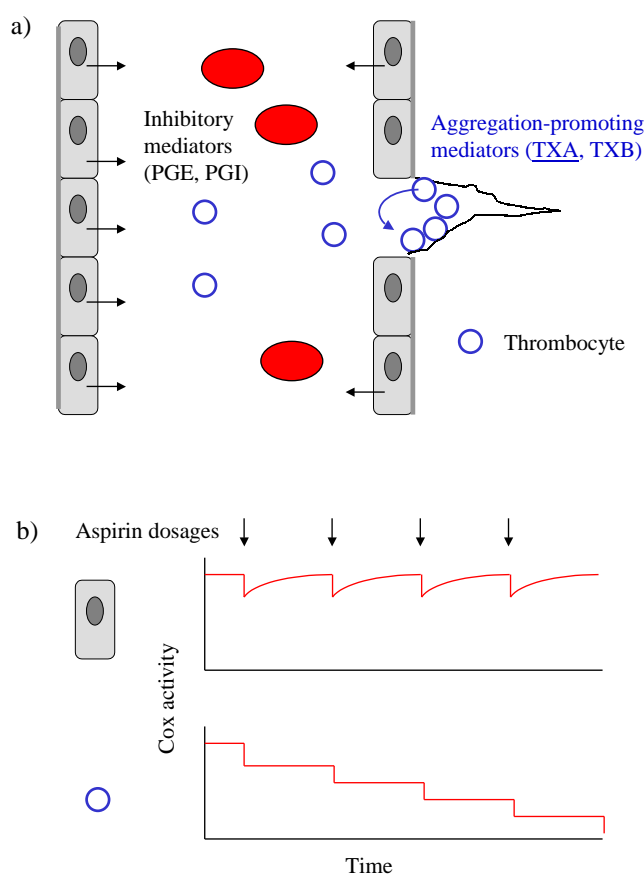 a)
Inhibitory
mediators
(PGE, PGI)
Aggregation-promoting
mediators (TXA, TXB)
Thrombocyte
b)
Aspirin dosages
Cox activity
Time